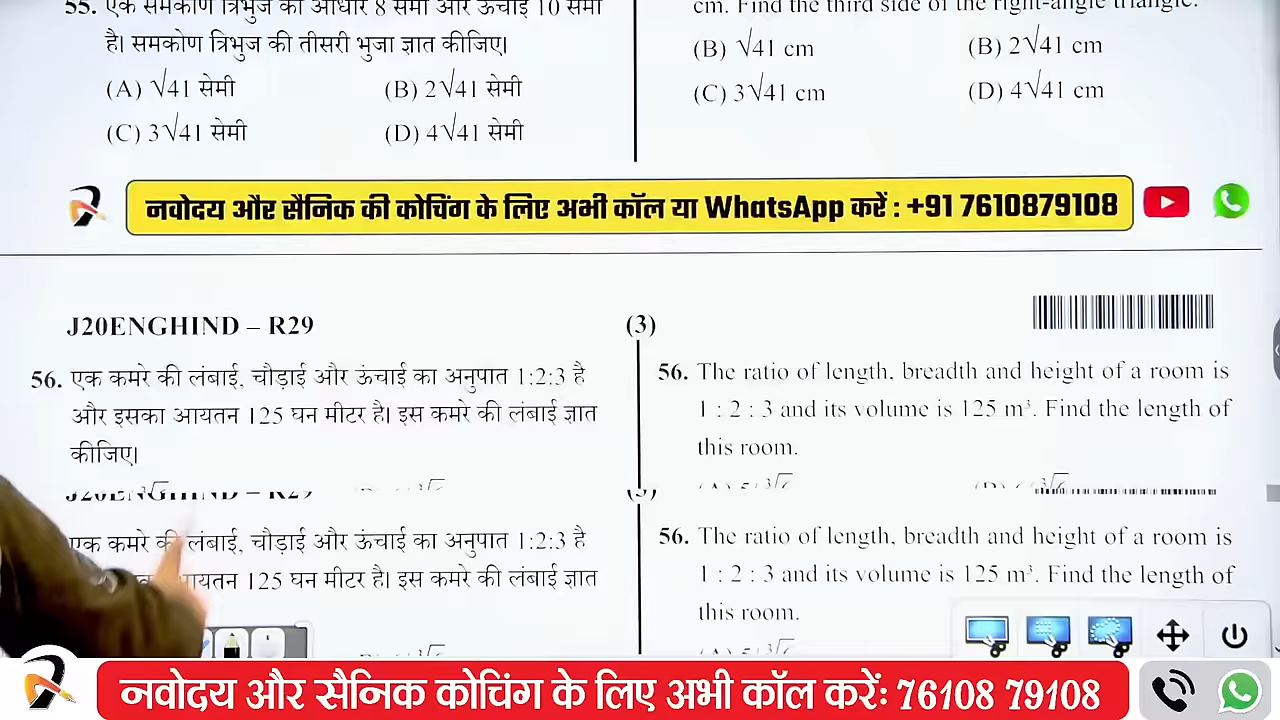 55. एक समकोण त्रिभुज का आधार 8 सेमी और ऊंचाई 10 सेमी
है। समकोण त्रिभुज की तीसरी भुजा ज्ञात कीजिए।
(A) √41 सेमी (B) 2√41 सेमी
(C) 3√41 सेमी (D) 4√41 सेमी
cm. Find the third side of the right-angle triangle.
(B) √41 cm (B) 2√41 cm
(C) 3√41 cm (D) 4√41 cm
नवोदय और सैनिक की कोचिंग के लिए अभी कॉल या WhatsApp करें : +91 7610879108
J20ENGHIND – R29 (3)
56. एक कमरे की लंबाई, चौड़ाई और ऊंचाई का अनुपात 1:2:3 है
और इसका आयतन 125 घन मीटर है। इस कमरे की लंबाई ज्ञात
कीजिए।
56. The ratio of length, breadth and height of a room is
1 : 2 : 3 and its volume is 125 m³. Find the length of
this room.
J20ENGHIND – R29
एक कमरे की लंबाई, चौड़ाई और ऊंचाई का अनुपात 1:2:3 है
आयतन 125 घन मीटर है। इस कमरे की लंबाई ज्ञात
56. The ratio of length, breadth and height of a room is
1 : 2 : 3 and its volume is 125 m³. Find the length of
this room.
नवोदय और सैनिक कोचिंग के लिए अभी कॉल करें: 76108 79108